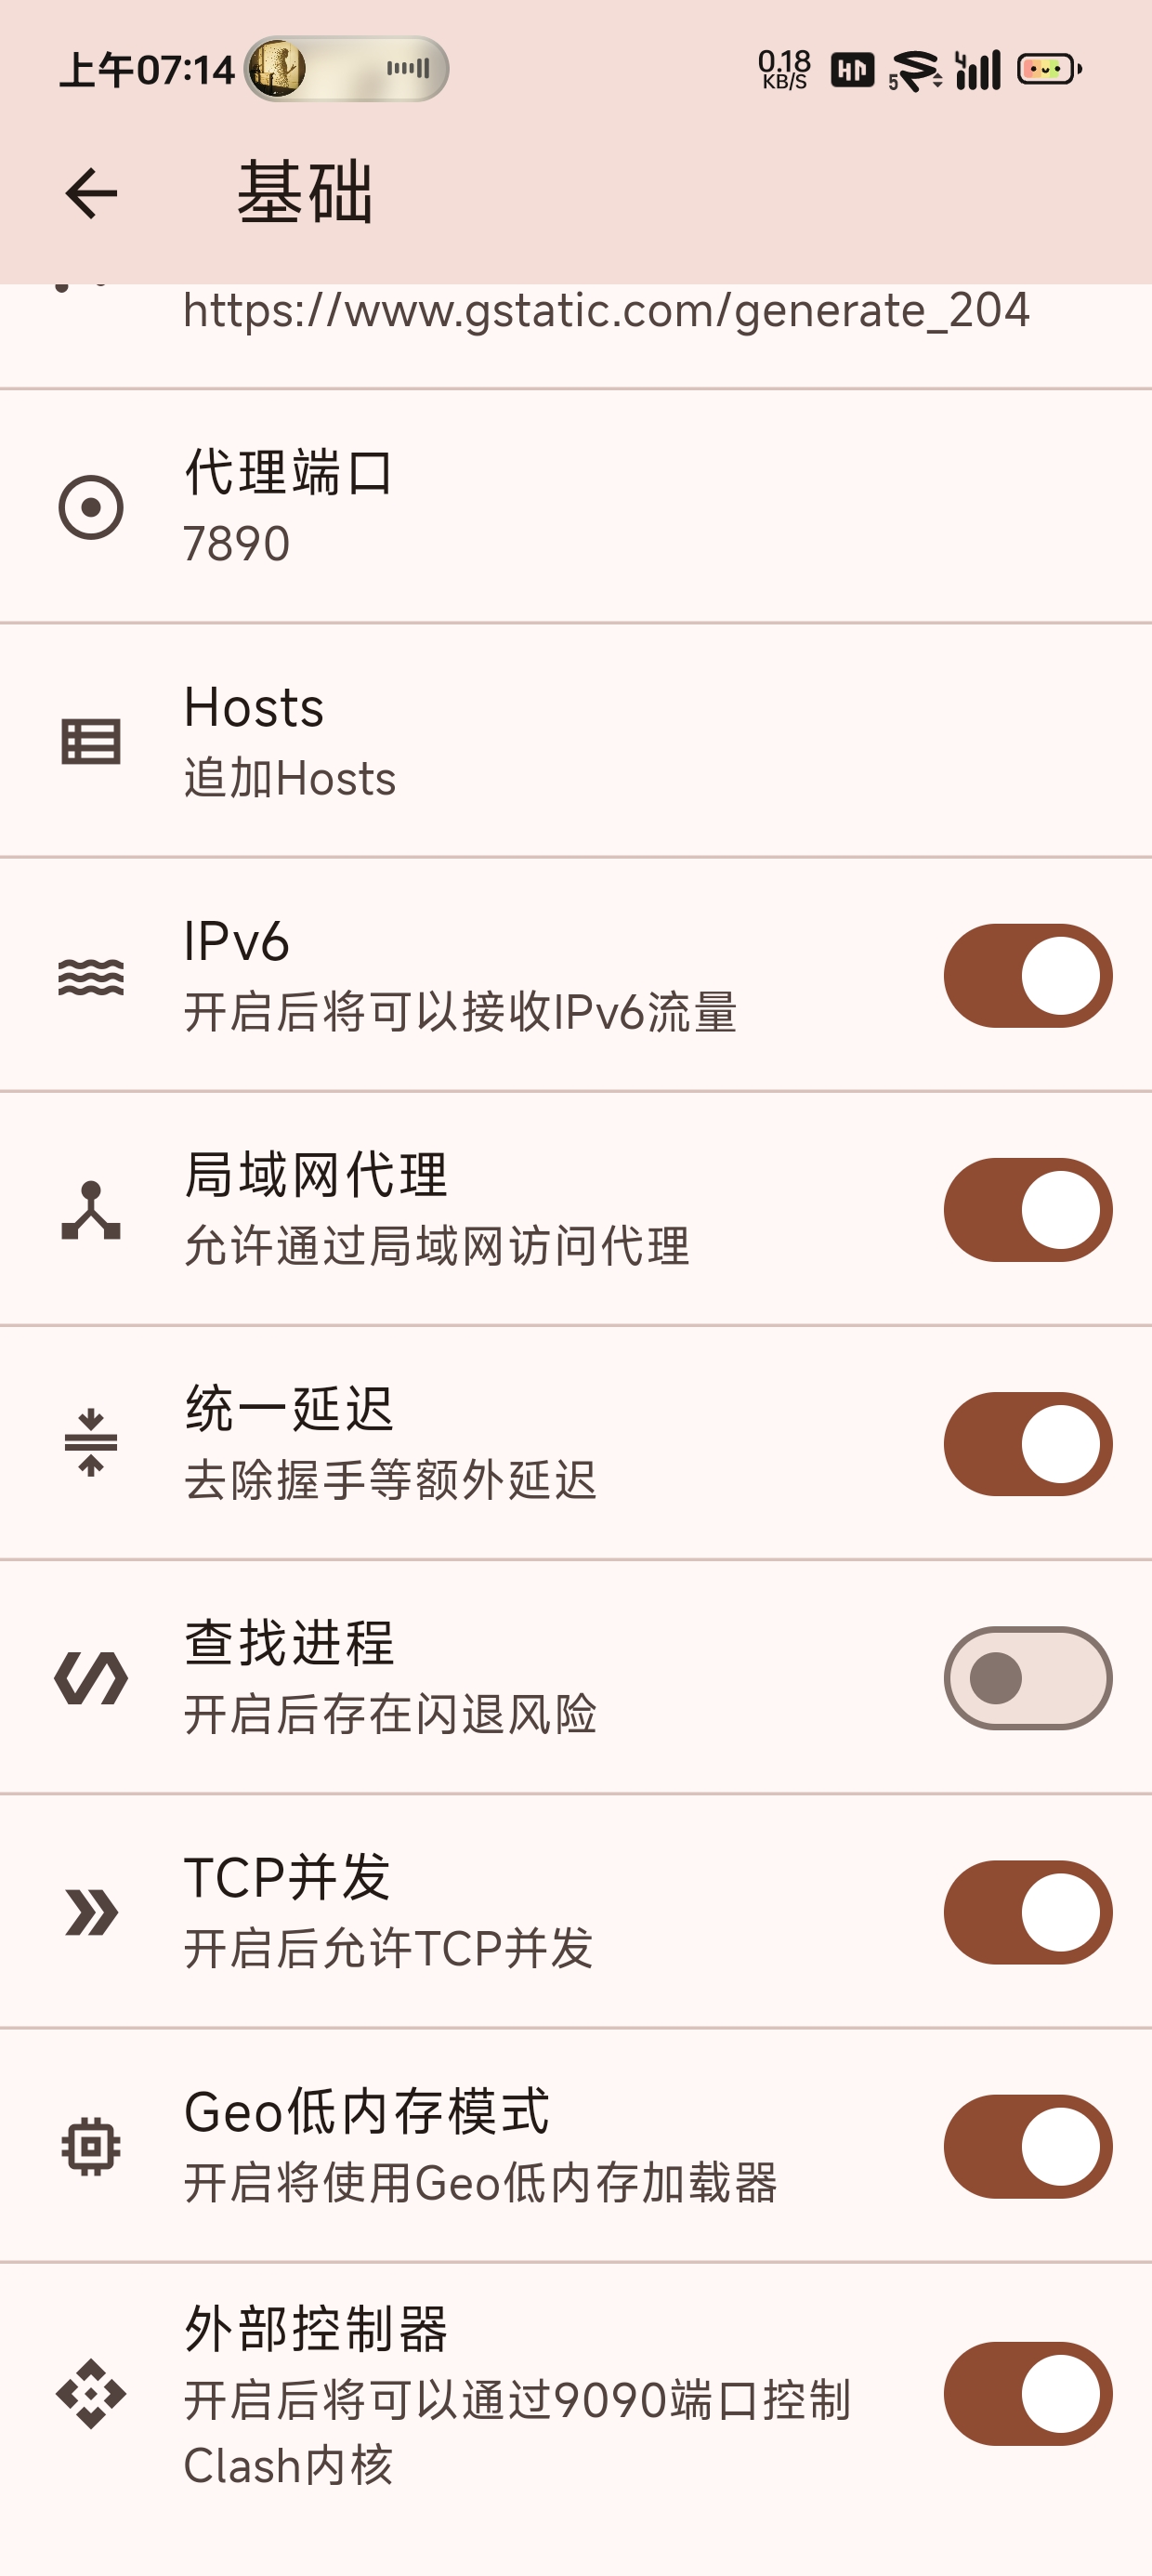 上午07:14
0.18
KB/S
5
4
基础
https://www.gstatic.com/generate_204
代理端口
7890
Hosts
追加Hosts
IPv6
开启后将可以接收IPv6流量
局域网代理
允许通过局域网访问代理
统一延迟
去除握手等额外延迟
查找进程
开启后存在闪退风险
TCP并发
开启后允许TCP并发
Geo低内存模式
开启将使用Geo低内存加载器
外部控制器
开启后将可以通过9090端口控制
Clash内核